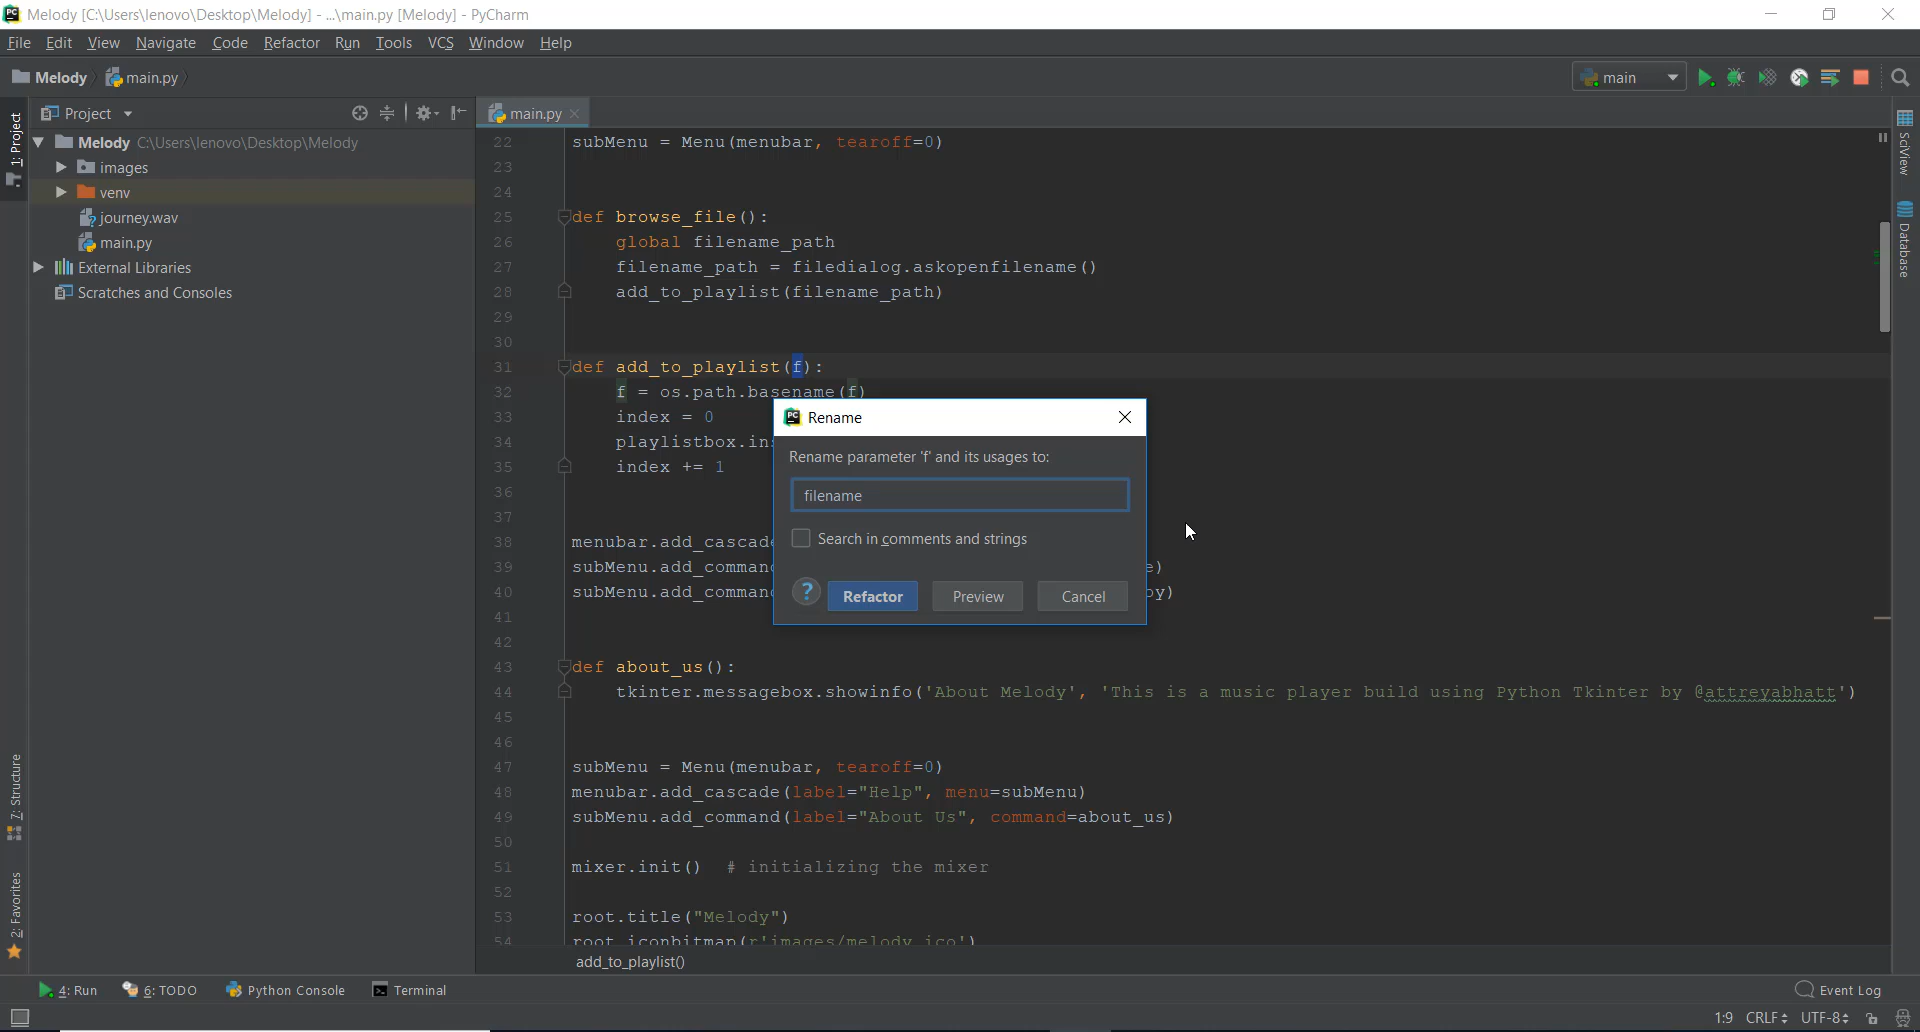 Melody [C:\Users\lenovo\Desktop\Melody] - ...\main.py [Melody] - PyCharm
File Edit View Navigate Code Refactor Run Tools VCS Window Help
Melody main.py
main
Project
main.py
1: Project
Melody C:\Users\lenovo\Desktop\Melody
images
venv
journey.wav
main.py
External Libraries
Scratches and Consoles
7: Structure
2: Favorites
22 subMenu = Menu(menubar, tearoff=0)
23
24
25 def browse_file():
26 global filename_path
27 filename_path = filedialog.askopenfilename()
28 add_to_playlist(filename_path)
29
30
31 def add_to_playlist(f):
32 f = os.path.basename(f)
33 index = 0
34 playlistbox.ins
35 index += 1
36
37
38 menubar.add_cascade
39 subMenu.add_command e)
40 subMenu.add_command oy)
41
42
43 def about_us():
44 tkinter.messagebox.showinfo('About Melody', 'This is a music player build using Python Tkinter by @attreyabhatt')
45
46
47 subMenu = Menu(menubar, tearoff=0)
48 menubar.add_cascade(label="Help", menu=subMenu)
49 subMenu.add_command(label="About Us", command=about_us)
50
51 mixer.init() # initializing the mixer
52
53 root.title("Melody")
54 root.iconbitmap(r'images/melody.ico')
add_to_playlist()
PC Rename
Rename parameter 'f' and its usages to:
filename
Search in comments and strings
? Refactor Preview Cancel
SciView
Database
4: Run 6: TODO Python Console Terminal
Event Log
1:9 CRLF UTF-8